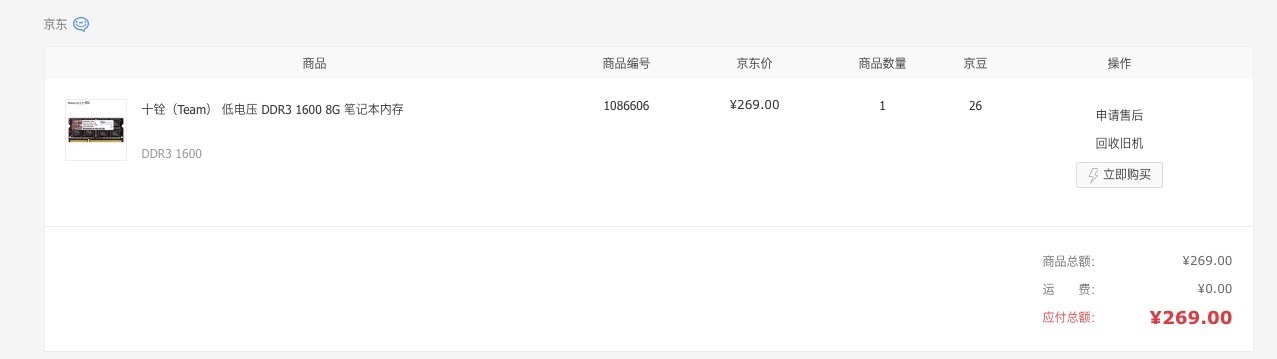 京东
商品 商品编号 京东价 商品数量 京豆 操作
十铨（Team） 低电压 DDR3 1600 8G 笔记本内存 1086606 ¥269.00 1 26
申请售后
回收旧机
DDR3 1600
立即购买
商品总额： ¥269.00
运 费： ¥0.00
应付总额： ¥269.00